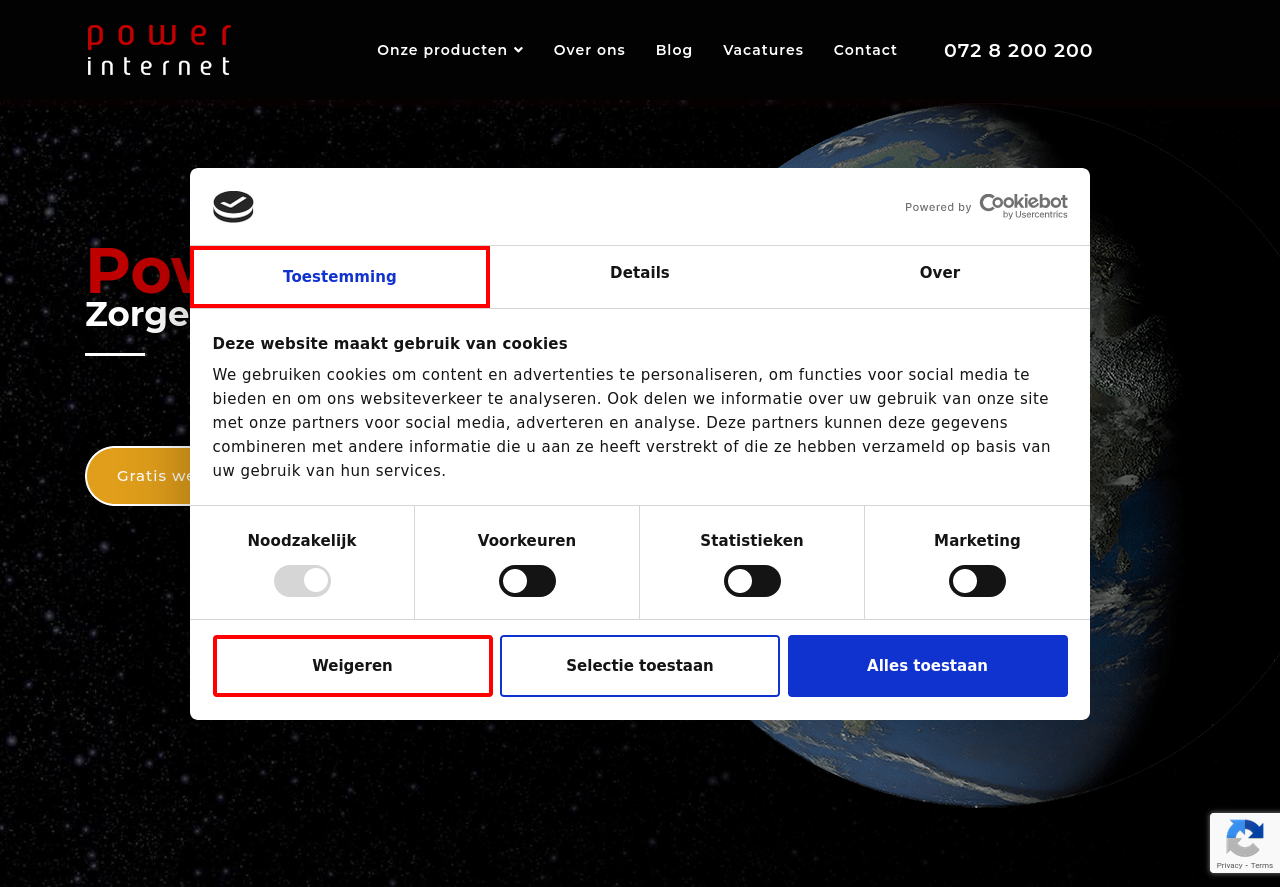 power
internet
Onze producten
Over ons
Blog
Vacatures
Contact
072 8 200 200
Powered by
Cookiebot
by Usercentrics
Toestemming
Details
Over
Zorge
Deze website maakt gebruik van cookies
We gebruiken cookies om content en advertenties te personaliseren, om functies voor social media te
bieden en om ons websiteverkeer te analyseren. Ook delen we informatie over uw gebruik van onze site
met onze partners voor social media, adverteren en analyse. Deze partners kunnen deze gegevens
combineren met andere informatie die u aan ze heeft verstrekt of die ze hebben verzameld op basis van
uw gebruik van hun services.
Gratis we
Noodzakelijk
Voorkeuren
Statistieken
Marketing
Weigeren
Selectie toestaan
Alles toestaan
Privacy - Terms